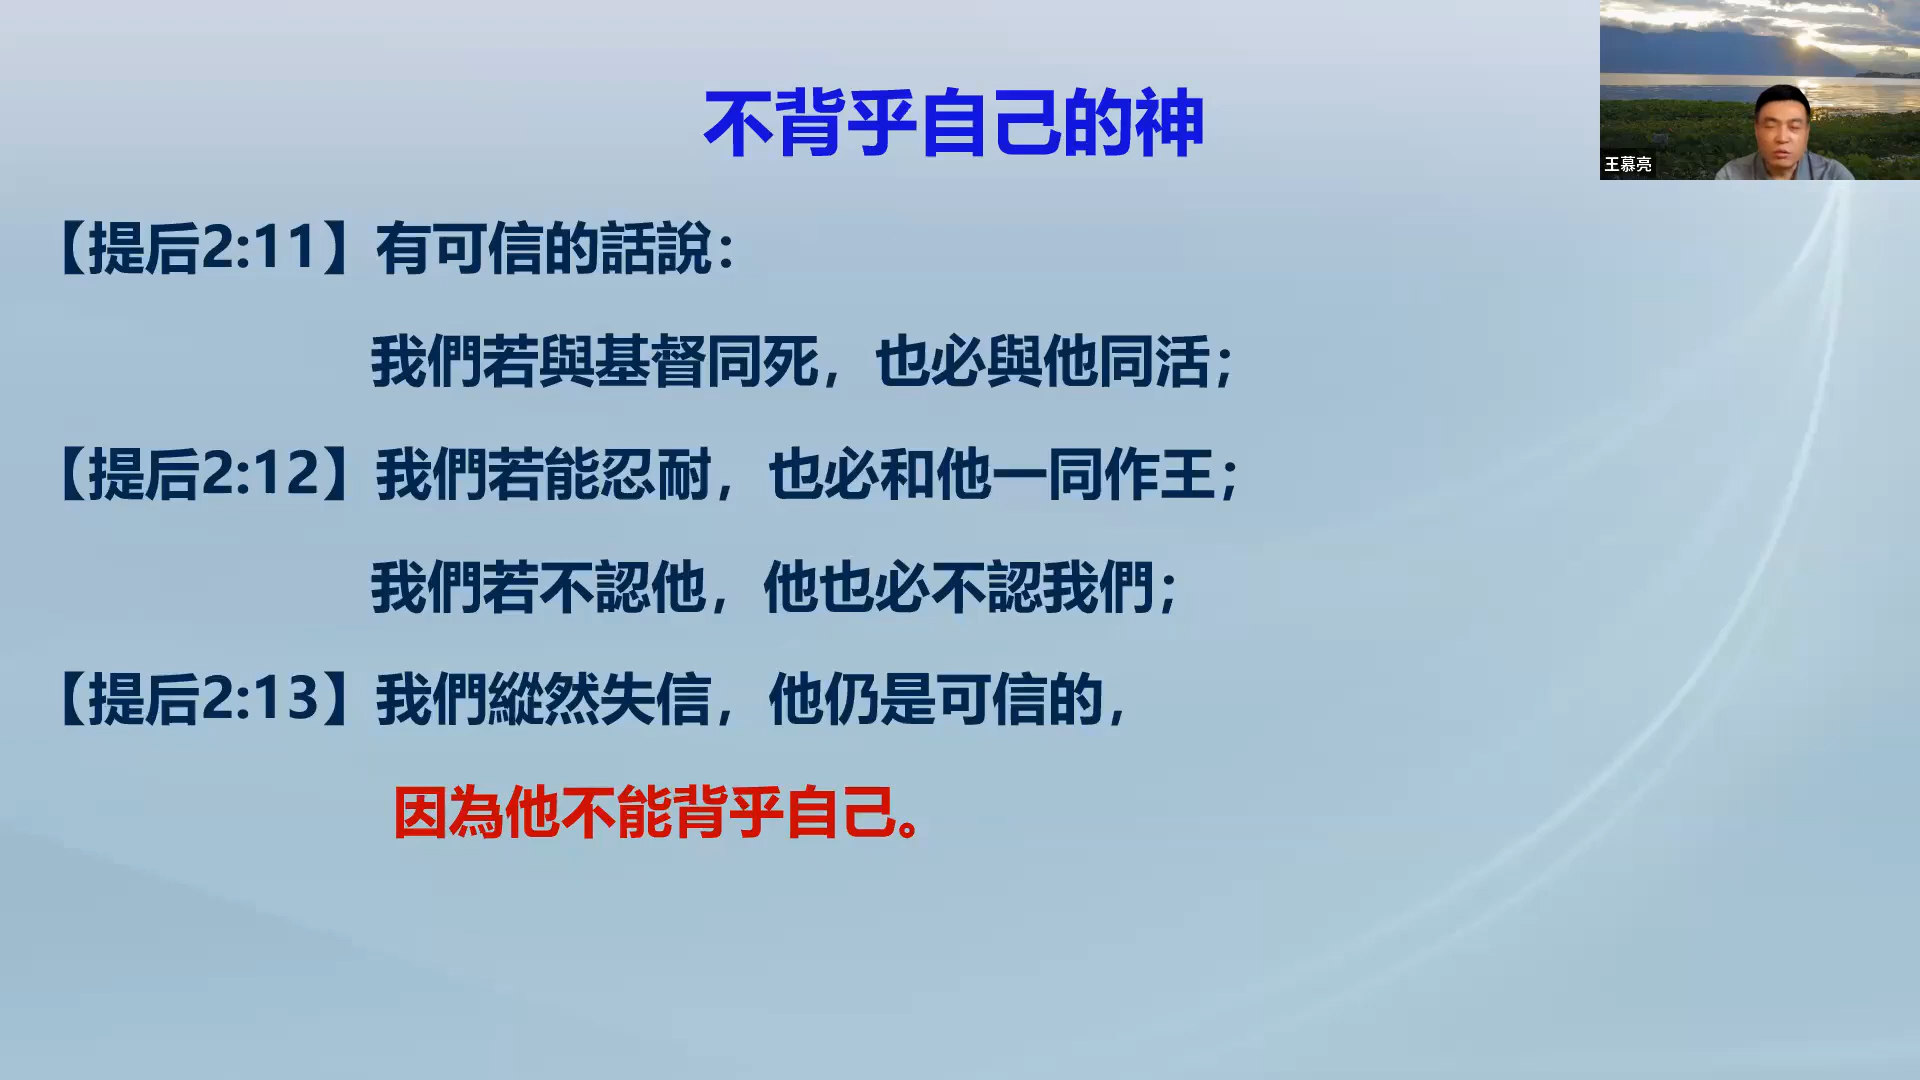 不背乎自己的神
王慕亮
【提后2:11】有可信的話說：
我們若與基督同死，也必與他同活；
【提后2:12】我們若能忍耐，也必和他一同作王；
我們若不認他，他也必不認我們；
【提后2:13】我們縱然失信，他仍是可信的，
因為他不能背乎自己。